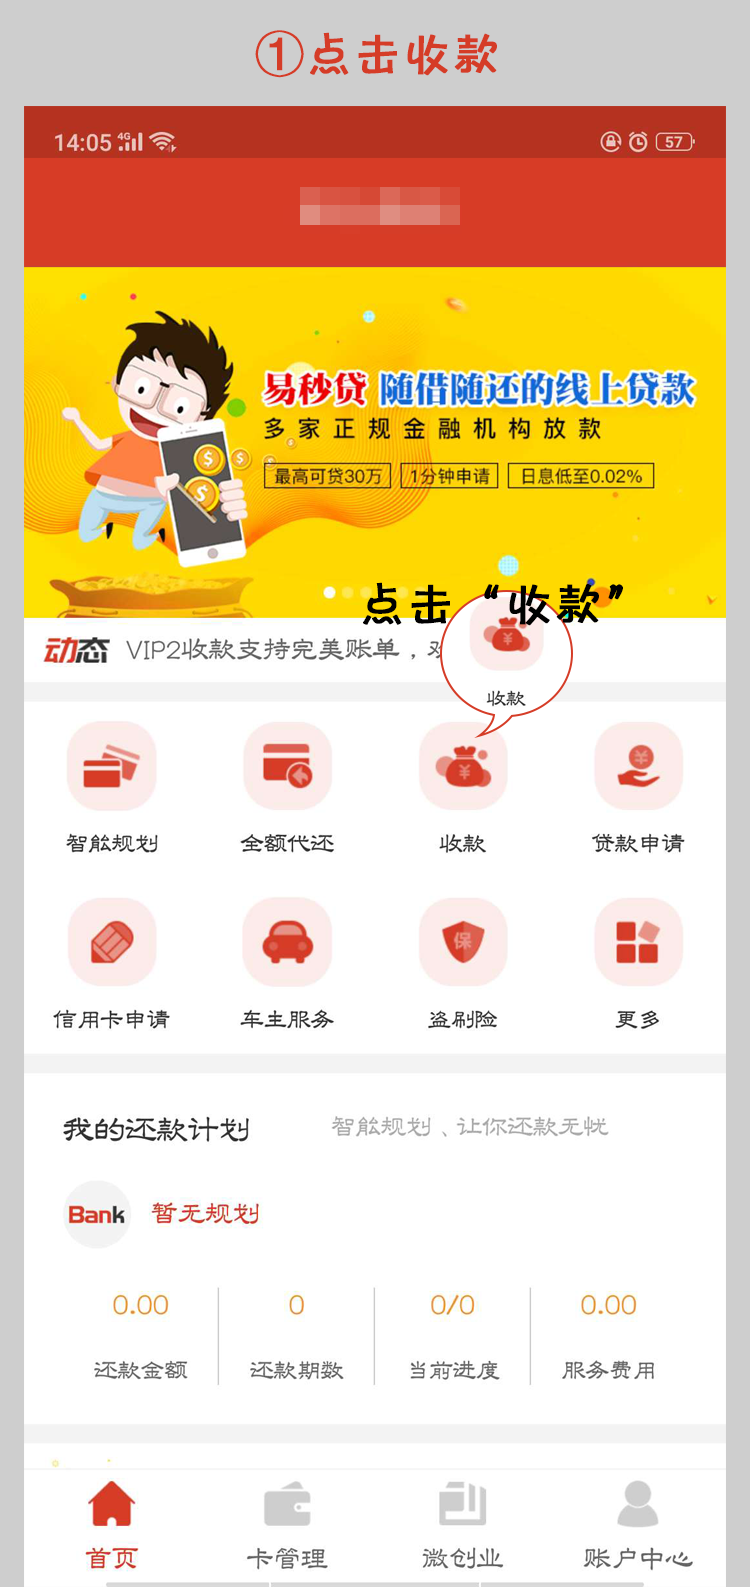 ①点击收款
14:05 4G
57
易秒贷 随借随还的线上贷款
多家正规金融机构放款
最高可贷30万 1分钟申请 日息低至0.02%
点击“收款”
动态 VIP2收款支持完美账单，
收款
智能规划 全额代还 收款 贷款申请
保
信用卡申请 车主服务 盗刷险 更多
我的还款计划 智能规划、让你还款无忧
Bank 暂无规划
0.00 0 0/0 0.00
还款金额 还款期数 当前进度 服务费用
首页 卡管理 微创业 账户中心